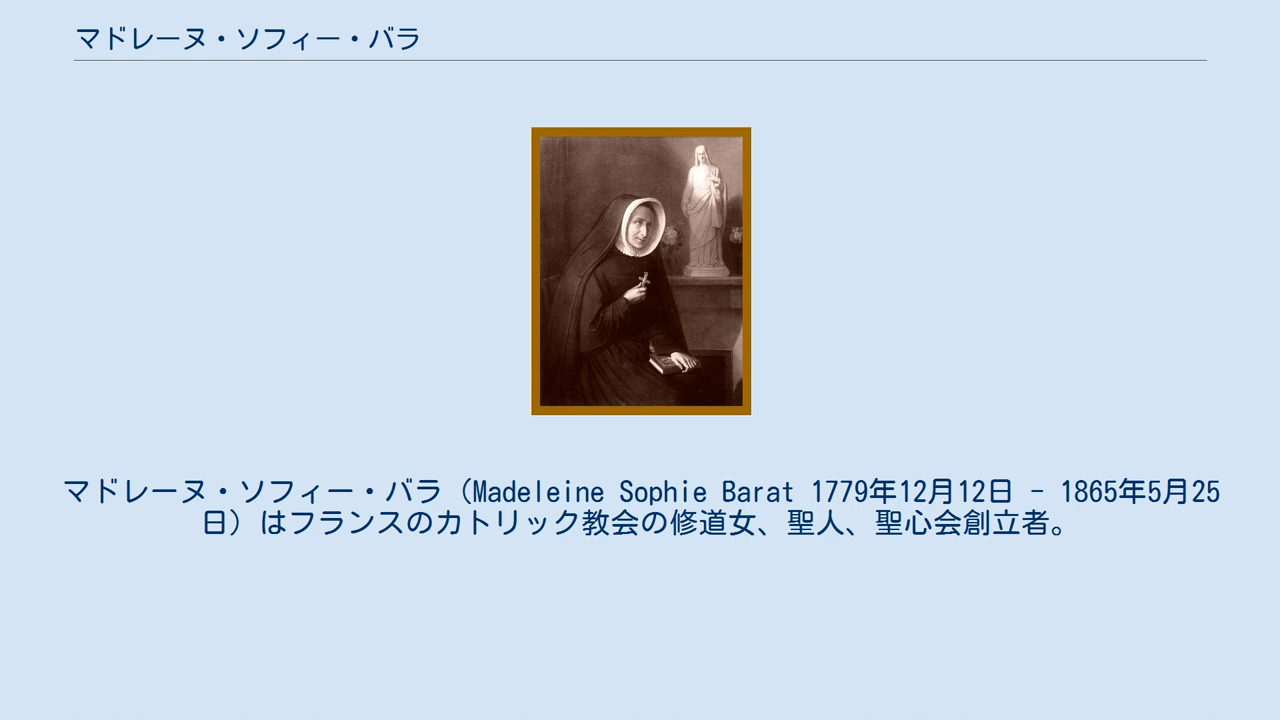 マドレーヌ・ソフィー・バラ
マドレーヌ・ソフィー・バラ（Madeleine Sophie Barat 1779年12月12日 - 1865年5月25
日）はフランスのカトリック教会の修道女、聖人、聖心会創立者。